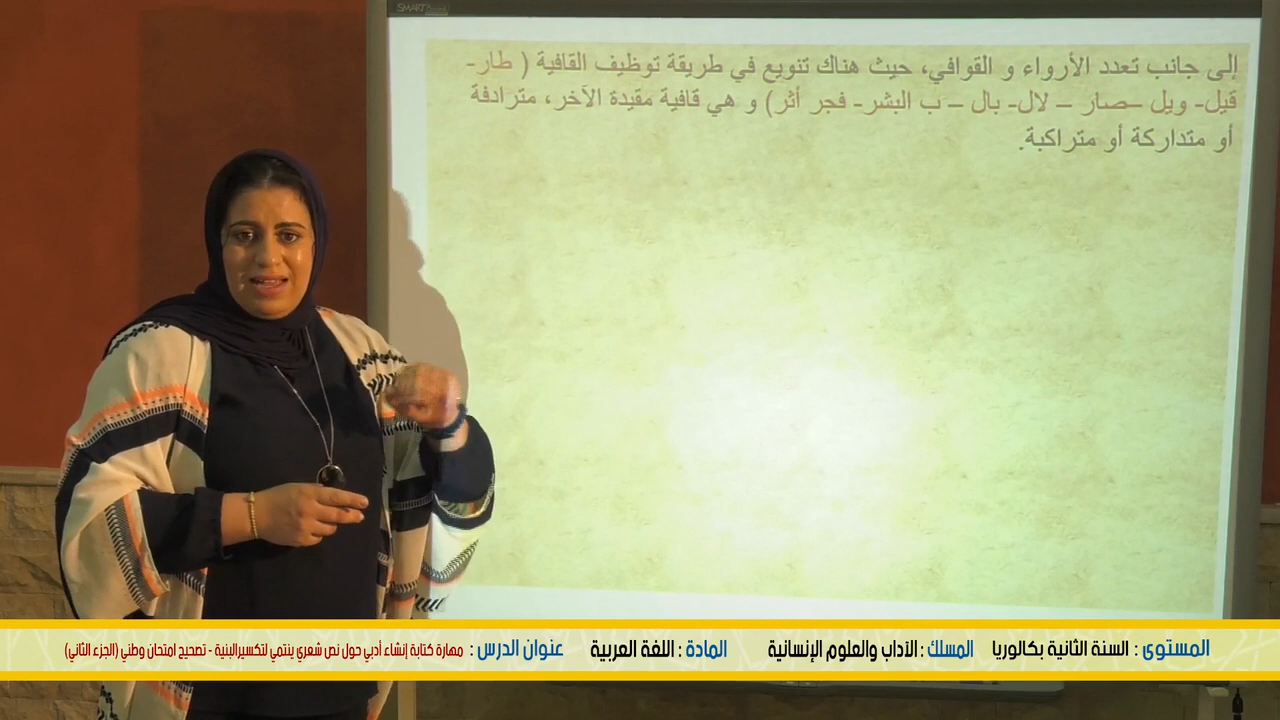 SMART
إلى جانب تعدد الأرواء و القوافي، حيث هناك تنويع في طريقة توظيف القافية ( طار-
قيل- ويل –صار – لال- بال – ب البشر- فجر أثر) و هي قافية مقيدة الآخر، مترادفة
أو متداركة أو متراكبة.
المستوى : السنة الثانية بكالوريا المسلك : الآداب والعلوم الإنسانية المادة : اللغة العربية عنوان الدرس : مهارة كتابة إنشاء أدبي حول نص شعري ينتمي لتكسيرالبنية - تصحيح امتحان وطني (الجزء الثاني)